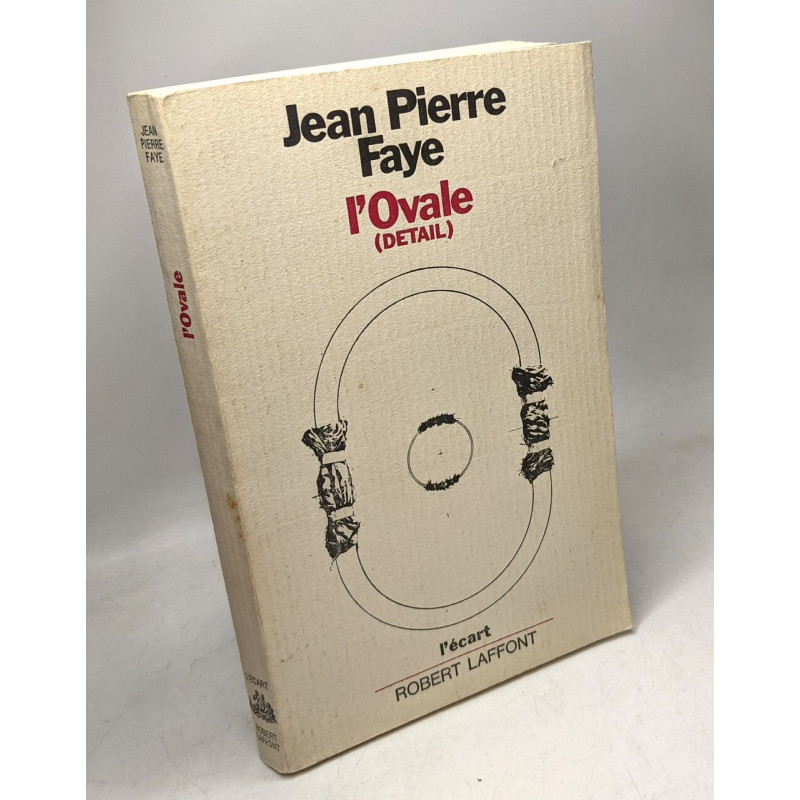 Jean Pierre
Faye
l'Ovale
(DETAIL)
l'écart
ROBERT LAFFONT
JEAN
PIERRE
FAYE
l'Ovale
L'ÉCART
ROBERT
LAFFONT